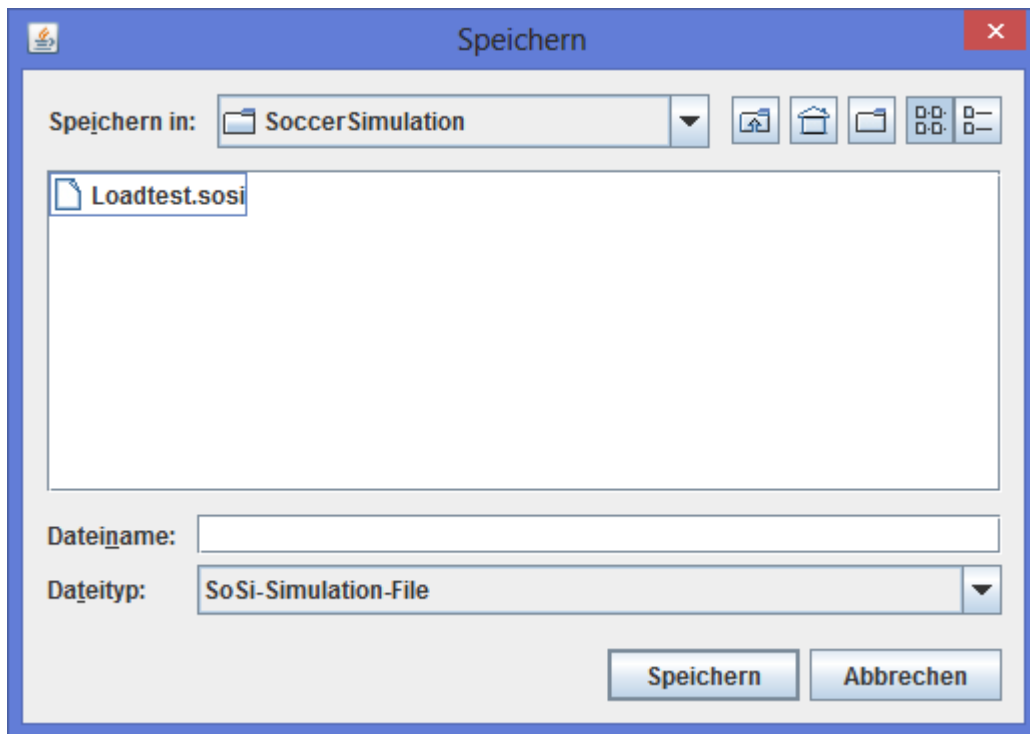 Speichern
Speichern in: SoccerSimulation
Loadtest.sosi
Dateiname:
Dateityp: SoSi-Simulation-File
Speichern Abbrechen